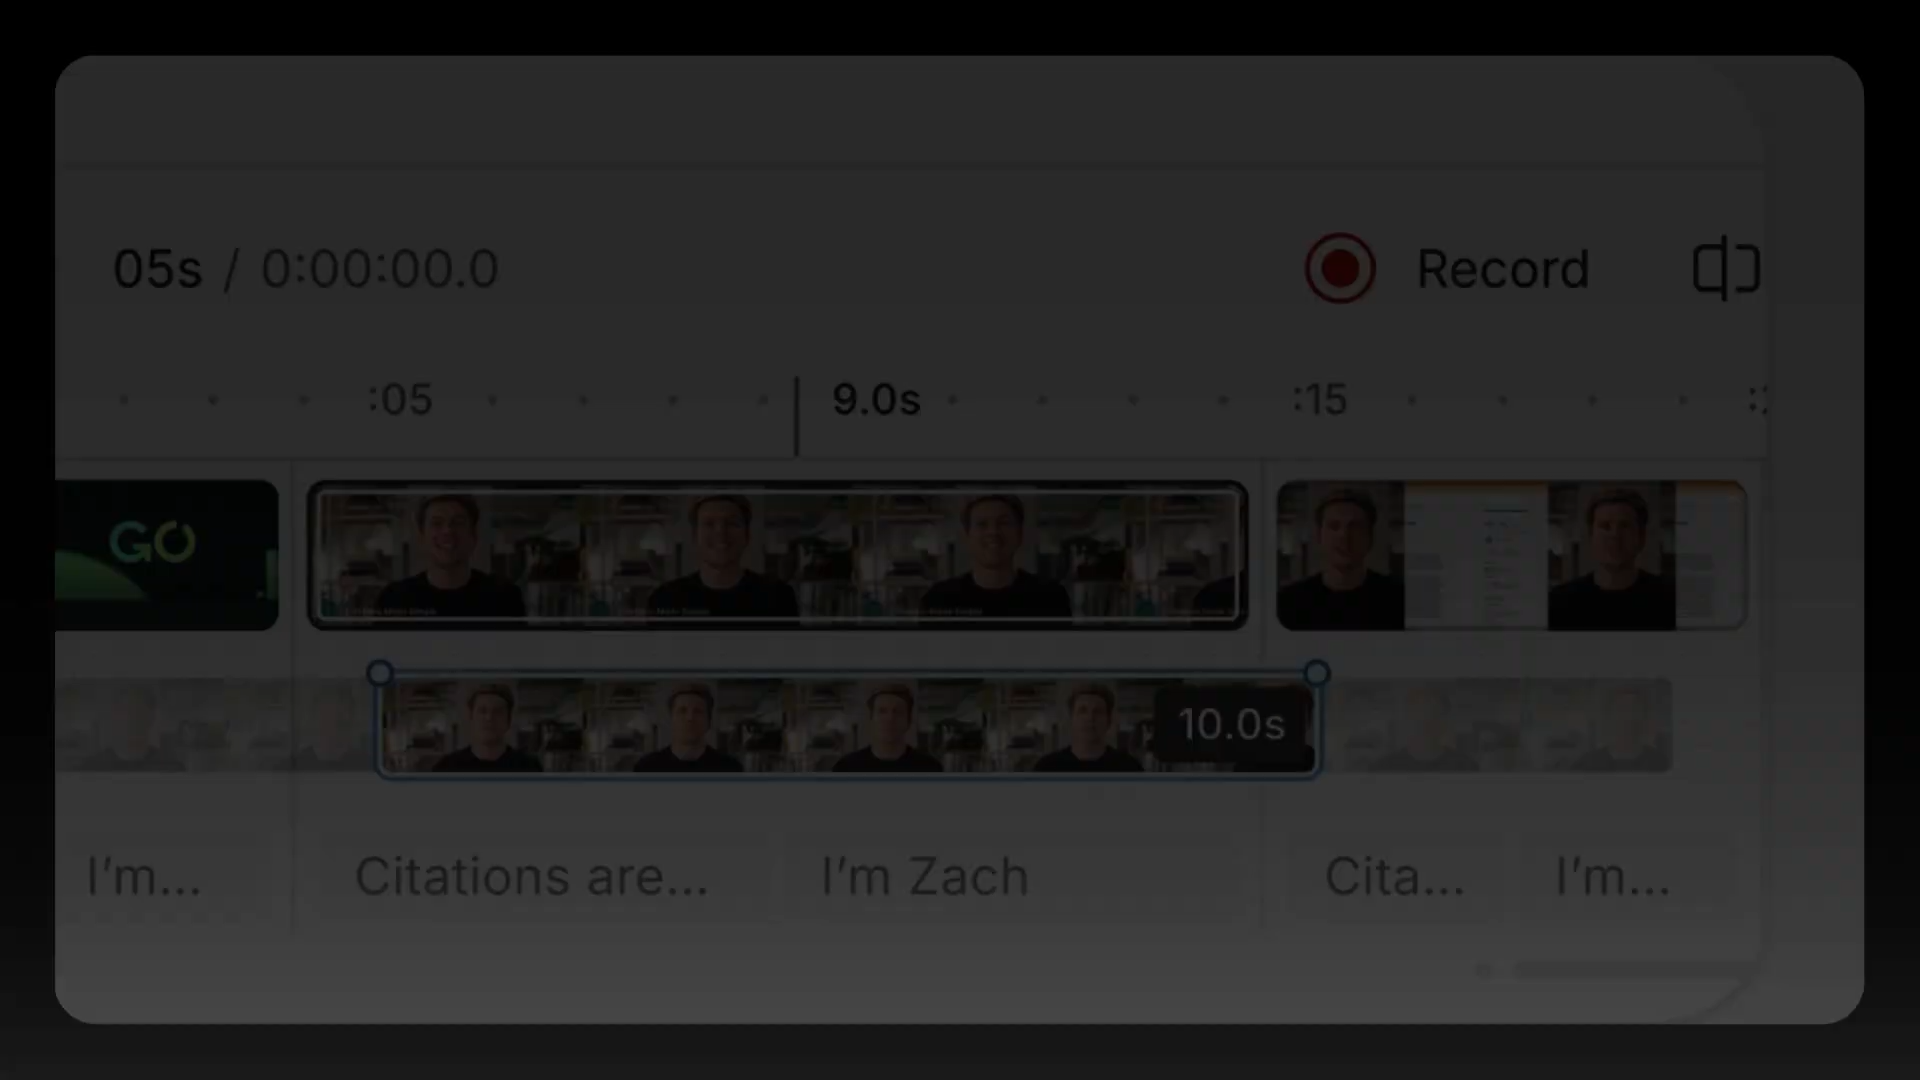 05s / 0:00:00.0
Record
:05
9.0s
:15
GO
10.0s
I'm...
Citations are...
I'm Zach
Cita...
I'm...